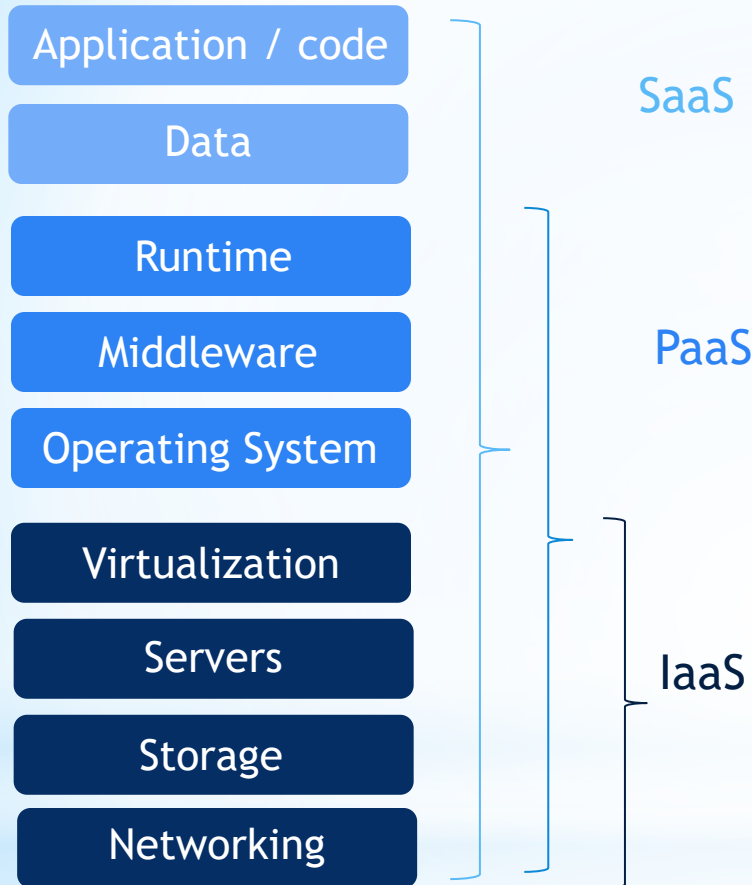 Application / code
SaaS
Data
Runtime
Middleware
PaaS
Operating System
Virtualization
Servers
IaaS
Storage
Networking